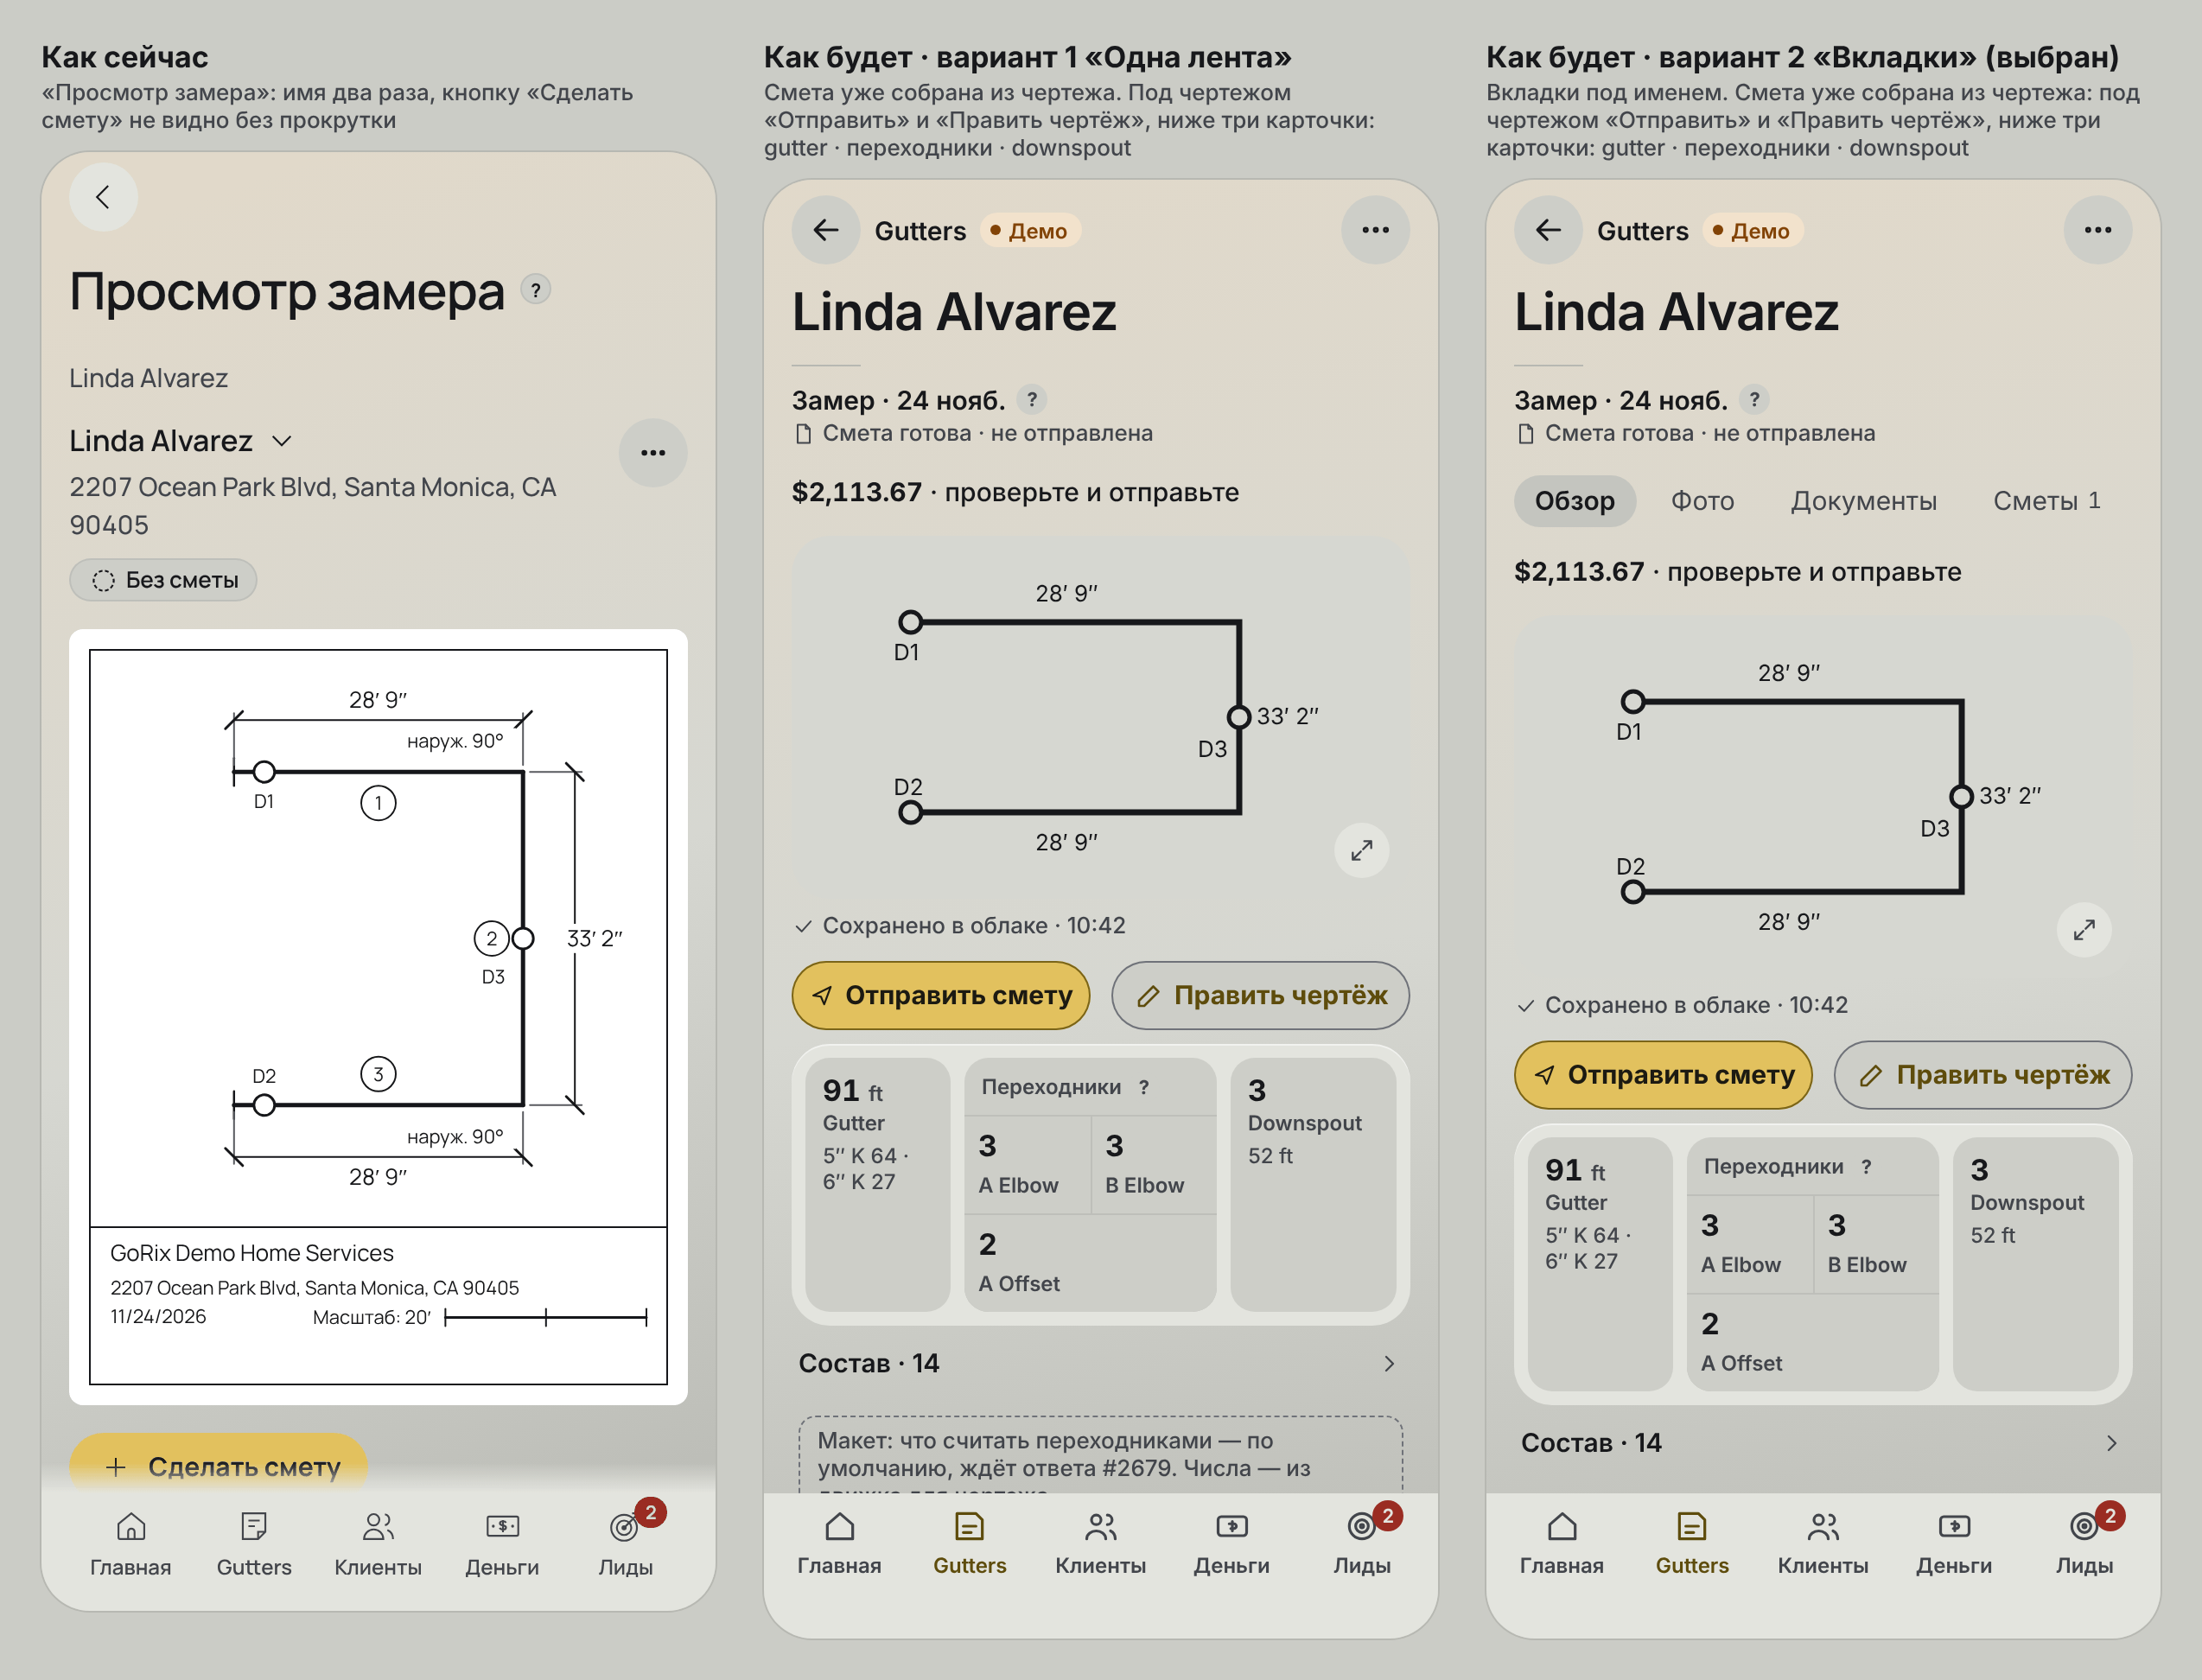 Как сейчас
«Просмотр замера»: имя два раза, кнопку «Сделать
смету» не видно без прокрутки
Просмотр замера ?
Linda Alvarez
Linda Alvarez
2207 Ocean Park Blvd, Santa Monica, CA
90405
Без сметы
28′ 9″
наруж. 90°
D1
1
2
33′ 2″
D3
D2
3
наруж. 90°
28′ 9″
GoRix Demo Home Services
2207 Ocean Park Blvd, Santa Monica, CA 90405
11/24/2026 Масштаб: 20′
Сделать смету
Главная
Gutters
Клиенты
Деньги
2
Лиды
Как будет · вариант 1 «Одна лента»
Смета уже собрана из чертежа. Под чертежом
«Отправить» и «Править чертёж», ниже три карточки:
gutter · переходники · downspout
Gutters Демо
Linda Alvarez
Замер · 24 нояб. ?
Смета готова · не отправлена
$2,113.67 · проверьте и отправьте
28′ 9″
D1
33′ 2″
D3
D2
28′ 9″
Сохранено в облаке · 10:42
Отправить смету
Править чертёж
91 ft
Gutter
5″ K 64 ·
6″ K 27
Переходники ?
3
A Elbow
3
B Elbow
2
A Offset
3
Downspout
52 ft
Состав · 14
Макет: что считать переходниками — по
умолчанию, ждёт ответа #2679. Числа — из
Главная
Gutters
Клиенты
Деньги
2
Лиды
Как будет · вариант 2 «Вкладки» (выбран)
Вкладки под именем. Смета уже собрана из чертежа: под
чертежом «Отправить» и «Править чертёж», ниже три
карточки: gutter · переходники · downspout
Gutters Демо
Linda Alvarez
Замер · 24 нояб. ?
Смета готова · не отправлена
Обзор Фото Документы Сметы 1
$2,113.67 · проверьте и отправьте
28′ 9″
D1
33′ 2″
D3
D2
28′ 9″
Сохранено в облаке · 10:42
Отправить смету
Править чертёж
91 ft
Gutter
5″ K 64 ·
6″ K 27
Переходники ?
3
A Elbow
3
B Elbow
2
A Offset
3
Downspout
52 ft
Состав · 14
Главная
Gutters
Клиенты
Деньги
2
Лиды